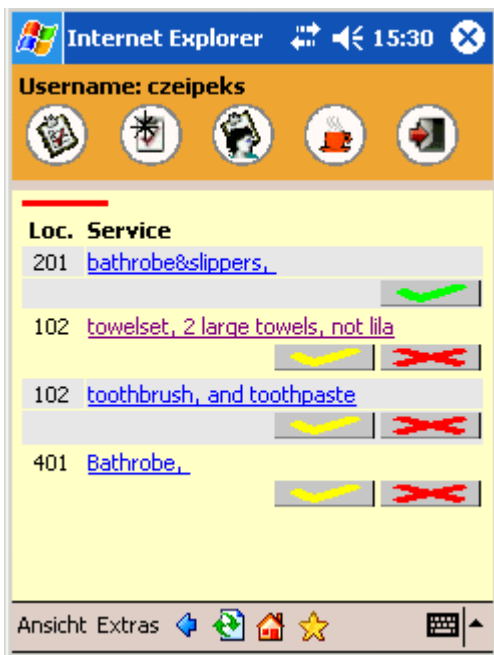 Internet Explorer 15:30
Username: czeipeks
Loc. Service
201 bathrobe&slippers,
102 towelset, 2 large towels, not lila
102 toothbrush, and toothpaste
401 Bathrobe,
Ansicht Extras